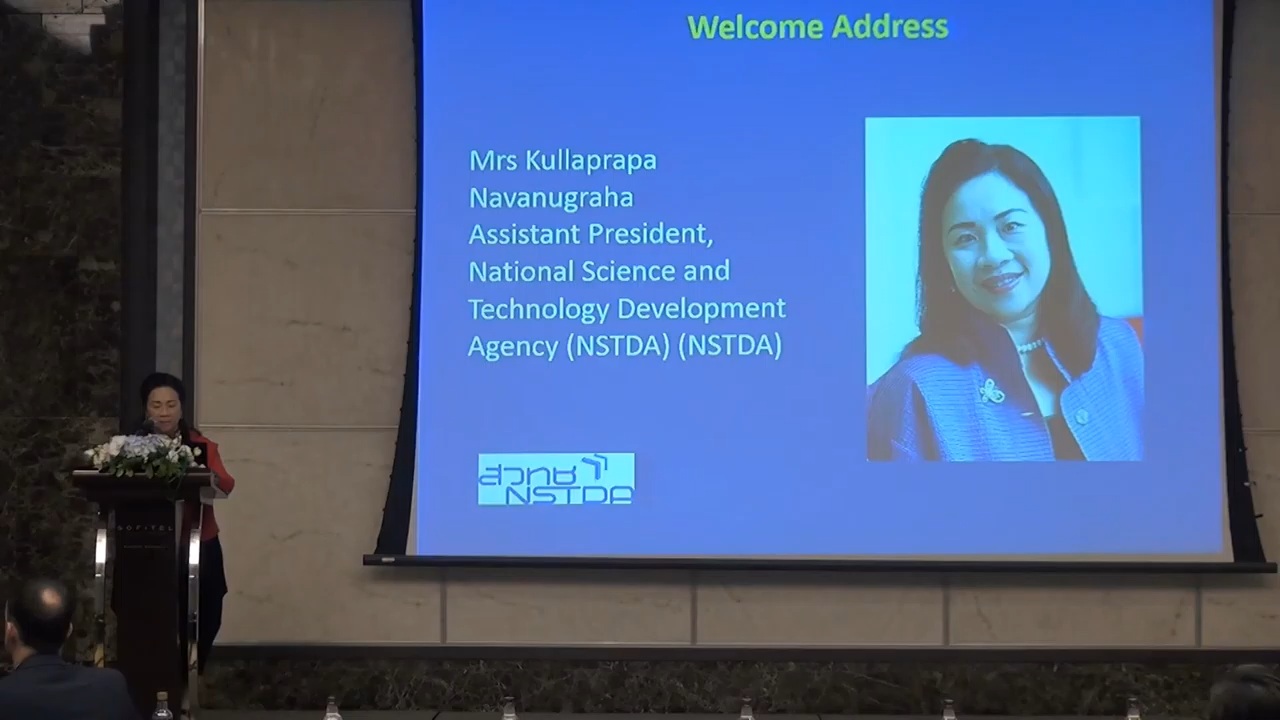 Welcome Address
Mrs Kullaprapa
Navanugraha
Assistant President,
National Science and
Technology Development
Agency (NSTDA) (NSTDA)
สวทช
NSTDA
SOFITEL